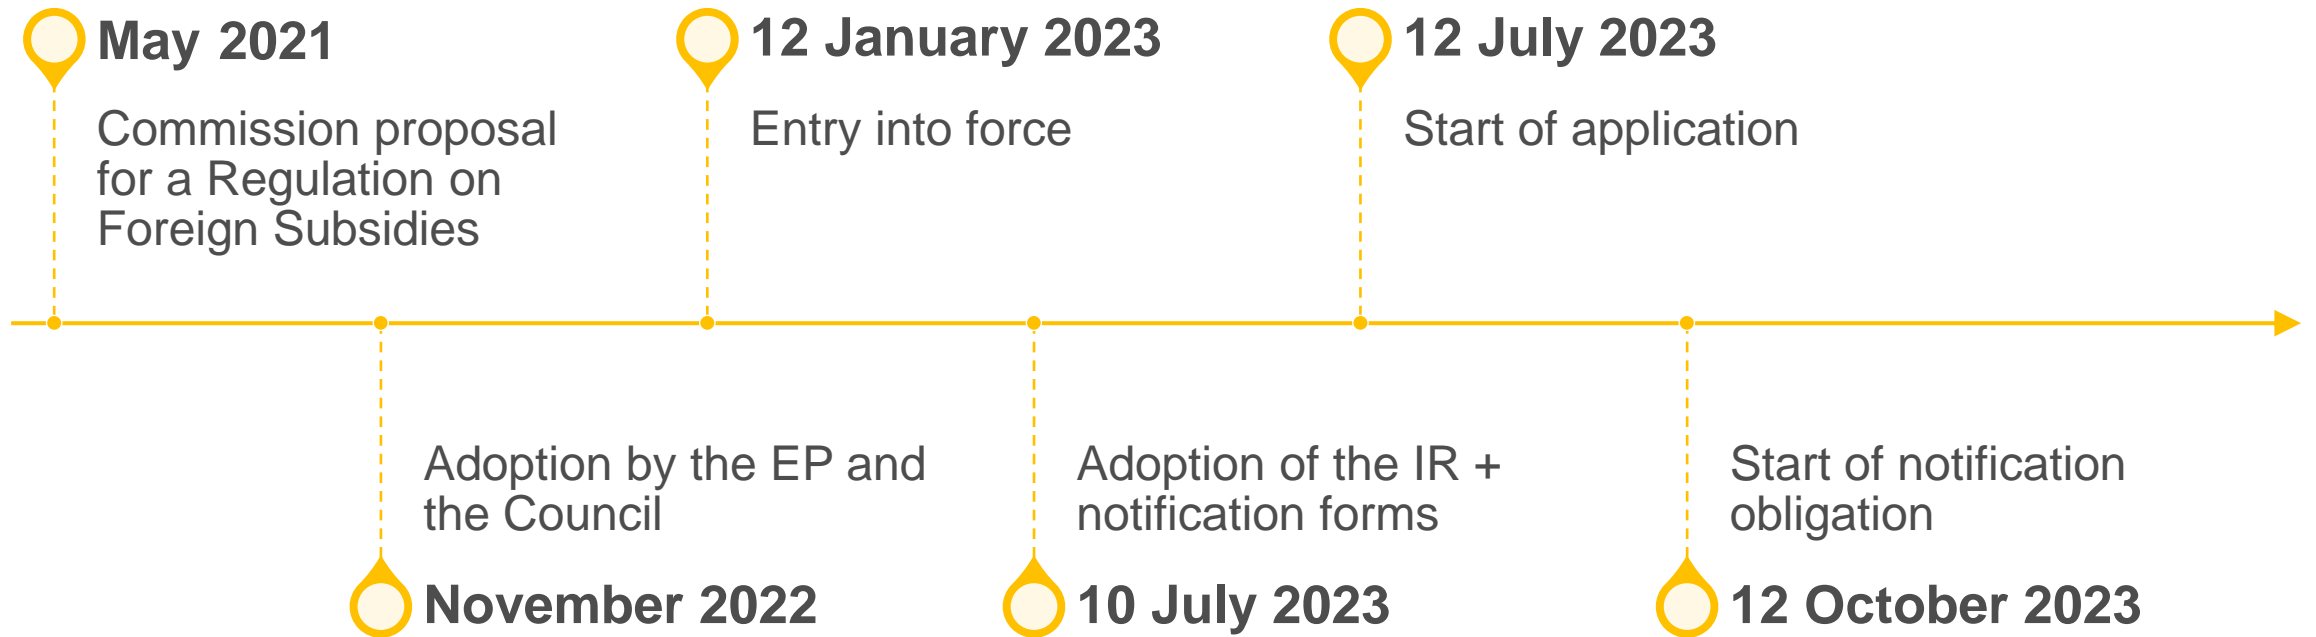 May 2021
Commission proposal
for a Regulation on
Foreign Subsidies
Adoption by the EP and
the Council
November 2022
12 January 2023
Entry into force
Adoption of the IR +
notification forms
10 July 2023
12 July 2023
Start of application
Start of notification
obligation
12 October 2023